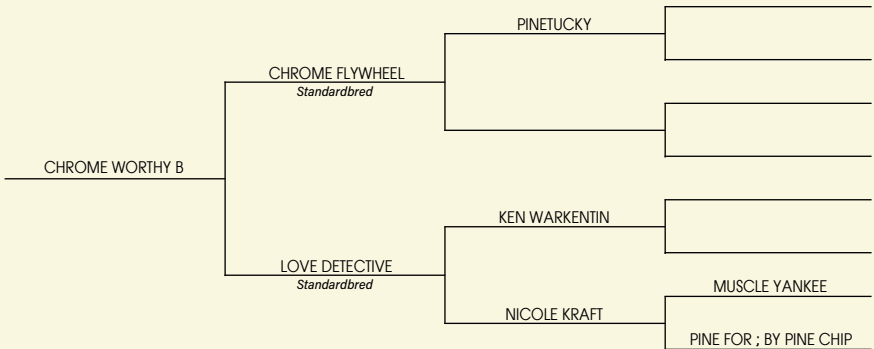 PINETUCKY
CHROME FLYWHEEL
Standardbred
CHROME WORTHY B
KEN WARKENTIN
LOVE DETECTIVE
Standardbred
MUSCLE YANKEE
NICOLE KRAFT
PINE FOR ; BY PINE CHIP